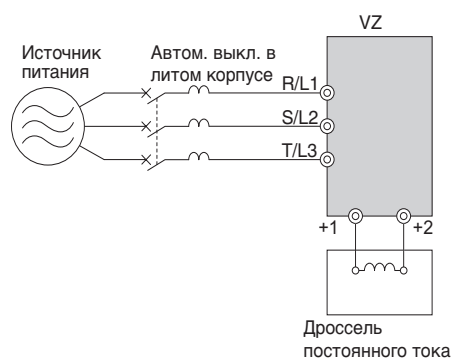 VZ
Источник
питания
Автом. выкл. в
литом корпусе
R/L1
S/L2
T/L3
+1
+2
Дроссель
постоянного тока